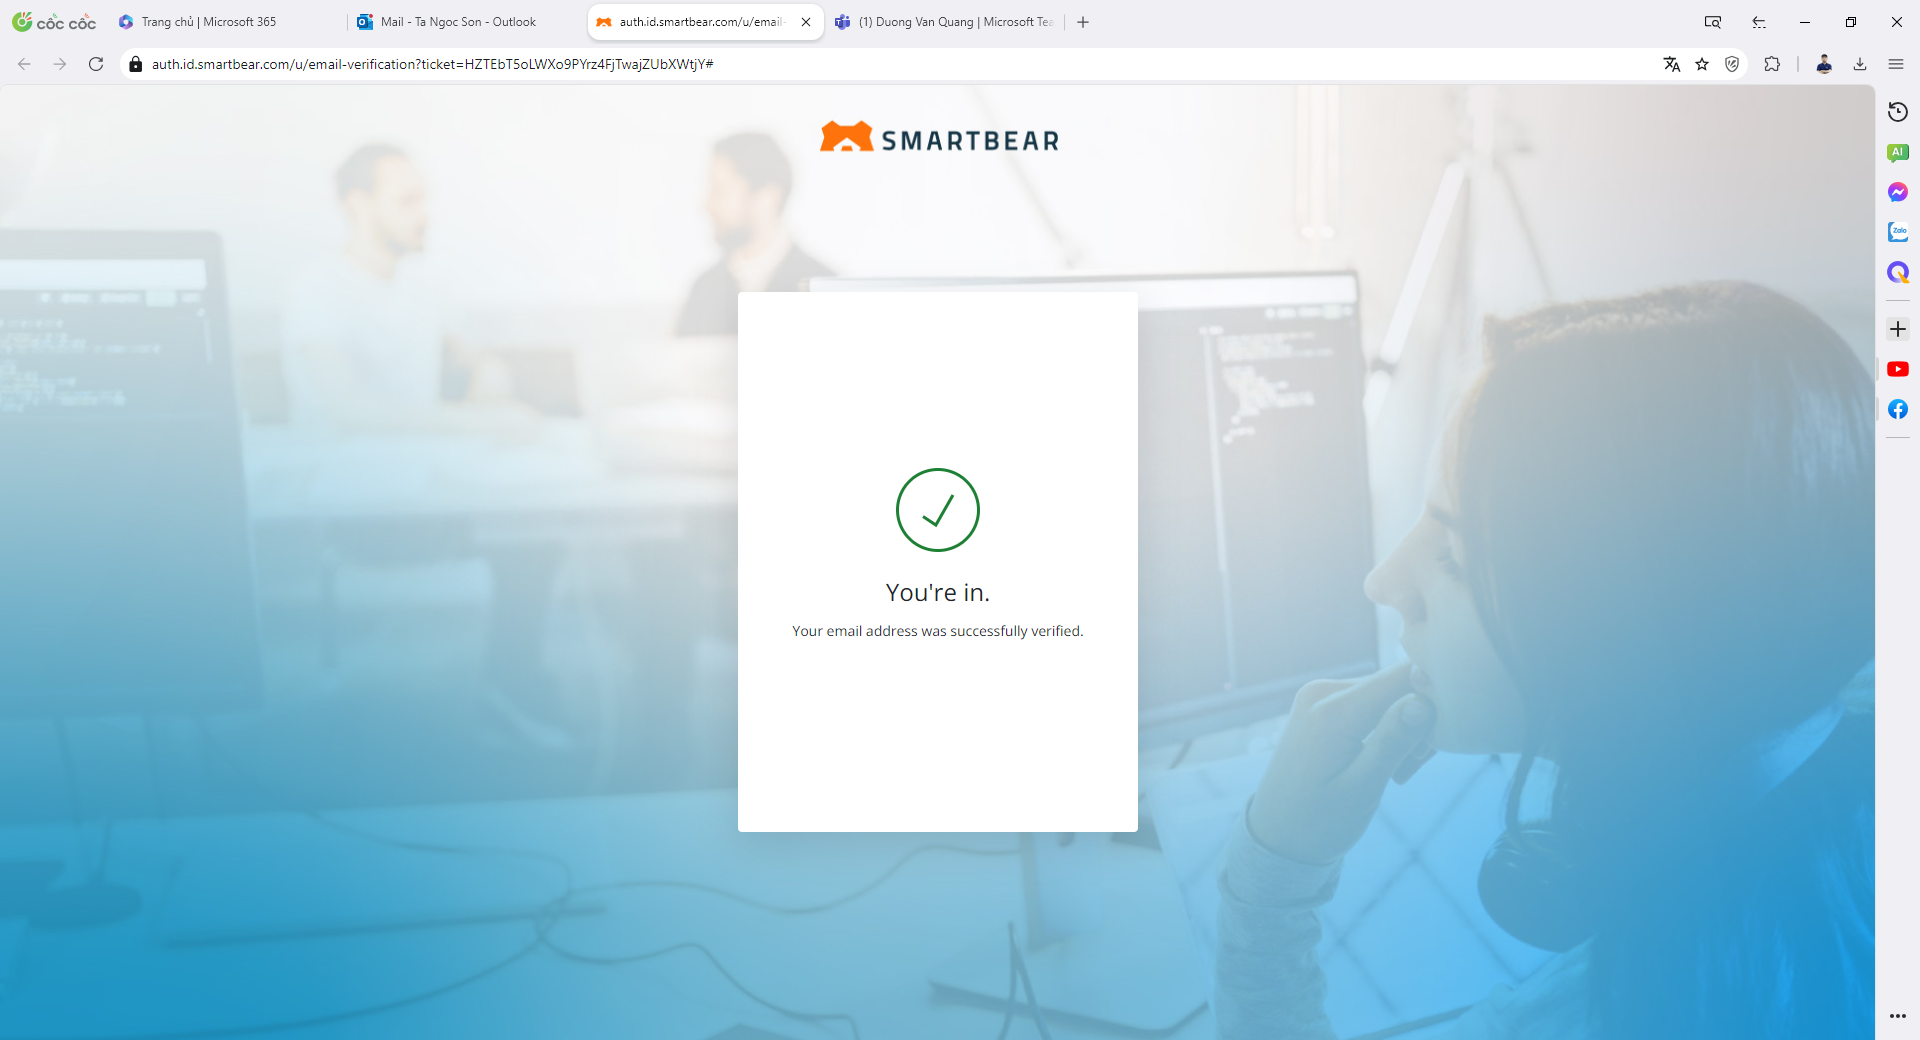 cốc cốc
Trang chủ | Microsoft 365
Mail - Ta Ngoc Son - Outlook
auth.id.smartbear.com/u/email-
(1) Duong Van Quang | Microsoft Tea
auth.id.smartbear.com/u/email-verification?ticket=HZTEbT5oLWXo9PYrz4FjTwajZUbXWtjY#
SMARTBEAR
AI
Zalo
You're in.
Your email address was successfully verified.